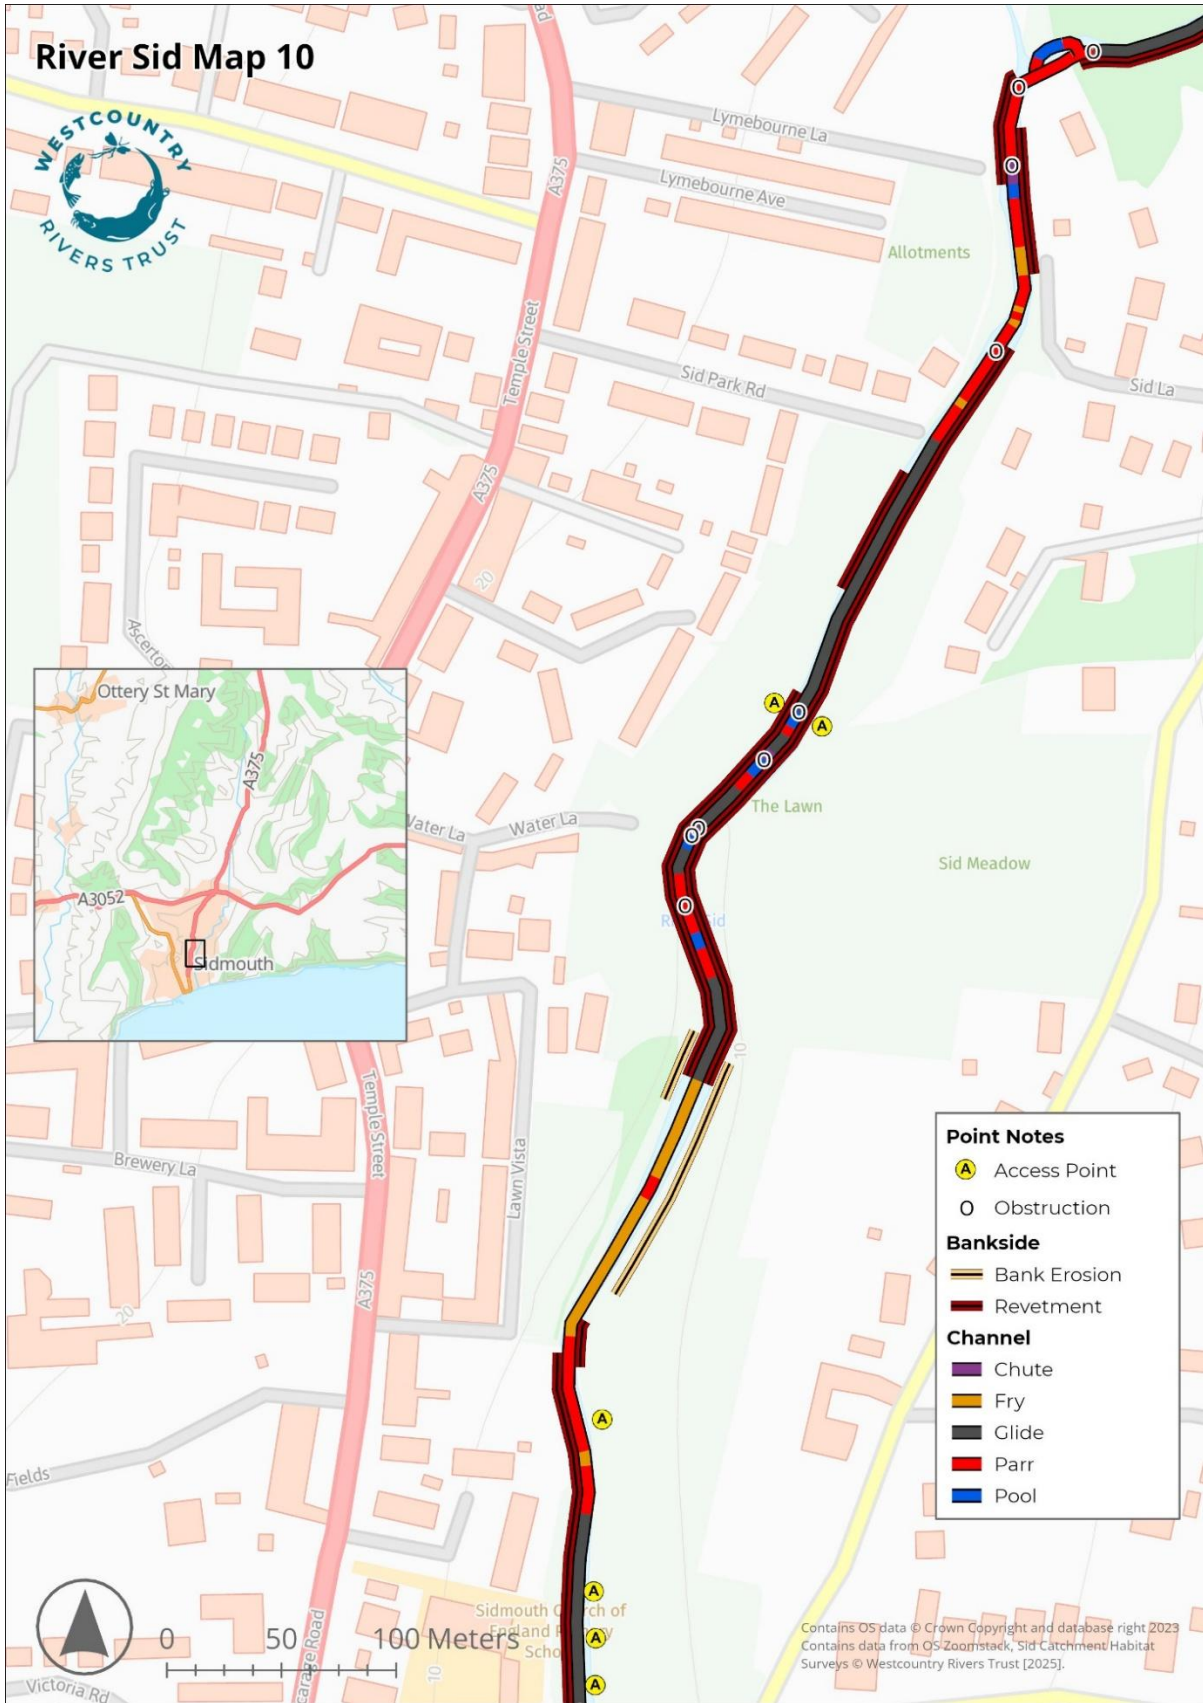 River Sid Map 10
WESTCOUNTRY
RIVERS TRUST
Lymebourne La
Lymebourne Ave
A375
Allotments
Temple Street
Sid Park Rd
Sid La
A375
20
Ottery St Mary
A375
A3052
Sidmouth
Water La
Water La
The Lawn
Sid Meadow
10
Temple Street
Brewery La
Lawn Vista
A375
20
Fields
Victoria Rd
10
A
A
A
A
A
A
O
O
O
O
O
O
O
O
O
Point Notes
A Access Point
O Obstruction
Bankside
Bank Erosion
Revetment
Channel
Chute
Fry
Glide
Parr
Pool
0 50 100 Meters
Contains OS data © Crown Copyright and database right 2023
Contains data from OS Zoomstack, Sid Catchment Habitat
Surveys © Westcountry Rivers Trust [2025].